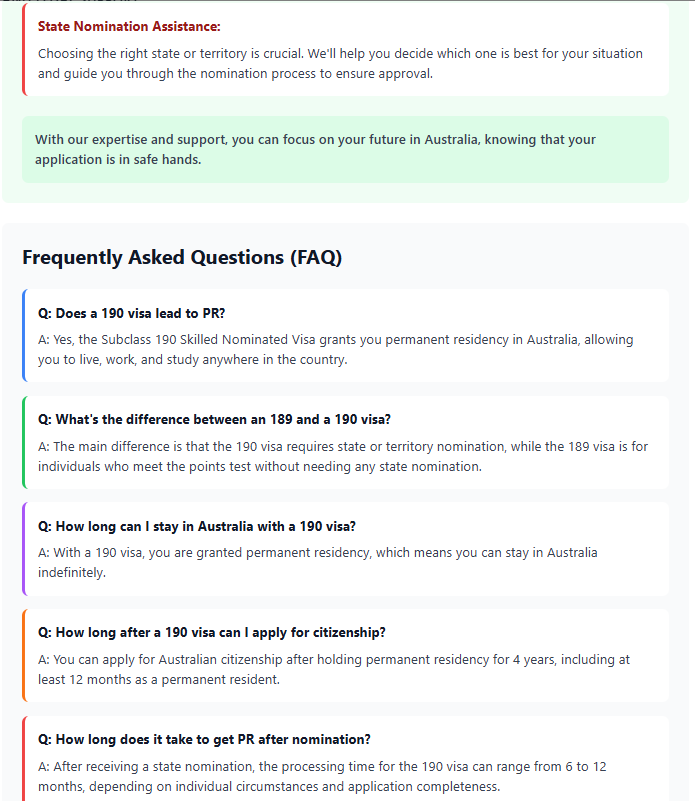 State Nomination Assistance:
Choosing the right state or territory is crucial. We'll help you decide which one is best for your situation
and guide you through the nomination process to ensure approval.
With our expertise and support, you can focus on your future in Australia, knowing that your
application is in safe hands.
Frequently Asked Questions (FAQ)
Q: Does a 190 visa lead to PR?
A: Yes, the Subclass 190 Skilled Nominated Visa grants you permanent residency in Australia, allowing
you to live, work, and study anywhere in the country.
Q: What's the difference between an 189 and a 190 visa?
A: The main difference is that the 190 visa requires state or territory nomination, while the 189 visa is for
individuals who meet the points test without needing any state nomination.
Q: How long can I stay in Australia with a 190 visa?
A: With a 190 visa, you are granted permanent residency, which means you can stay in Australia
indefinitely.
Q: How long after a 190 visa can I apply for citizenship?
A: You can apply for Australian citizenship after holding permanent residency for 4 years, including at
least 12 months as a permanent resident.
Q: How long does it take to get PR after nomination?
A: After receiving a state nomination, the processing time for the 190 visa can range from 6 to 12
months, depending on individual circumstances and application completeness.